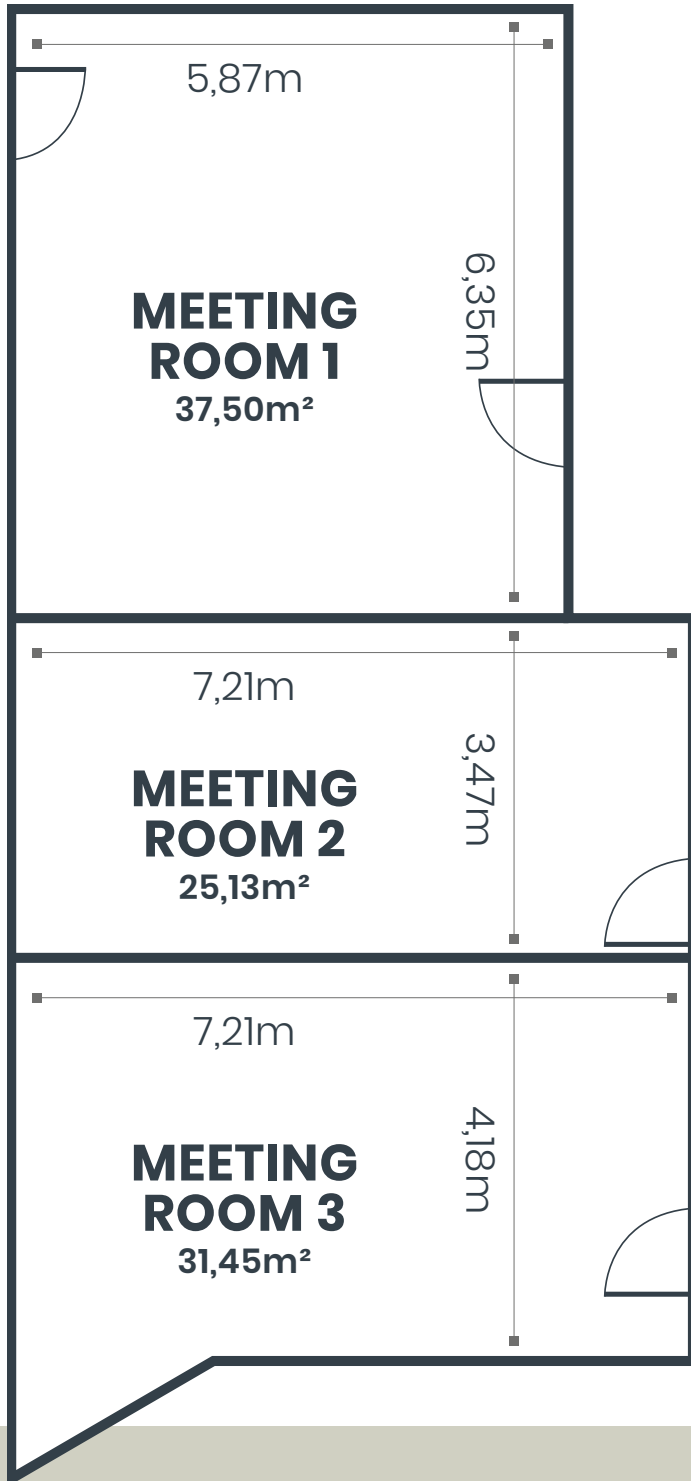 5,87m
6,35m
MEETING
ROOM 1
37,50m²
7,21m
3,47m
MEETING
ROOM 2
25,13m²
7,21m
4,18m
MEETING
ROOM 3
31,45m²